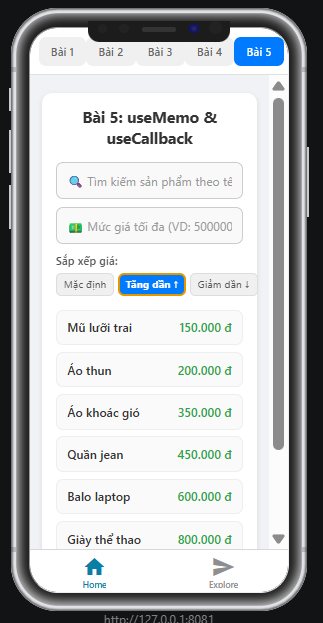 Bài 1 Bài 2 Bài 3 Bài 4 Bài 5
Bài 5: useMemo &
useCallback
🔍 Tìm kiếm sản phẩm theo tê
💵 Mức giá tối đa (VD: 500000
Sắp xếp giá:
Mặc định Tăng dần ↑ Giảm dần ↓
Mũ lưỡi trai 150.000 đ
Áo thun 200.000 đ
Áo khoác gió 350.000 đ
Quần jean 450.000 đ
Balo laptop 600.000 đ
Giày thể thao 800.000 đ
Home Explore
http://127.0.0.1:8081